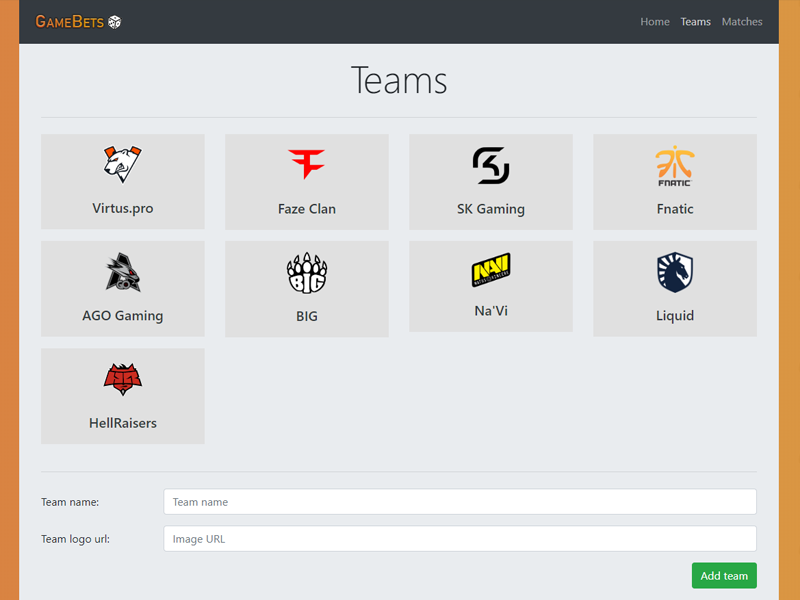 GameBets
Home Teams Matches
Teams
Virtus.pro
Faze Clan
SK Gaming
FNATIC
Fnatic
AGO Gaming
BIG
BIG
NAVI
Na'Vi
Liquid
HellRaisers
Team name:
Team name
Team logo url:
Image URL
Add team